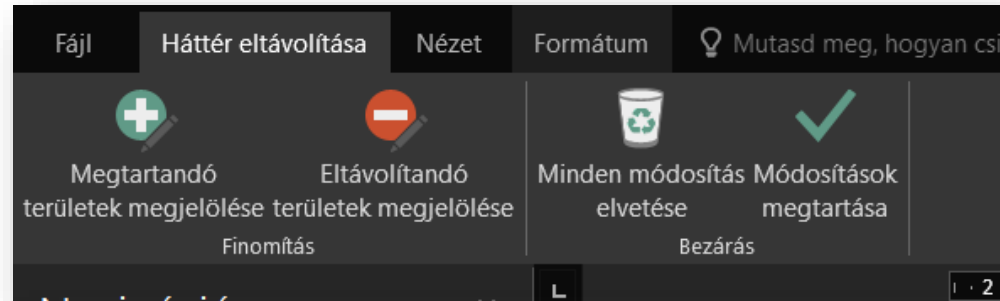 Fájl Háttér eltávolítása Nézet Formátum Mutasd meg, hogyan csi
Megtartandó Eltávolítandó Minden módosítás Módosítások
területek megjelölése területek megjelölése elvetése megtartása
Finomítás Bezárás
2